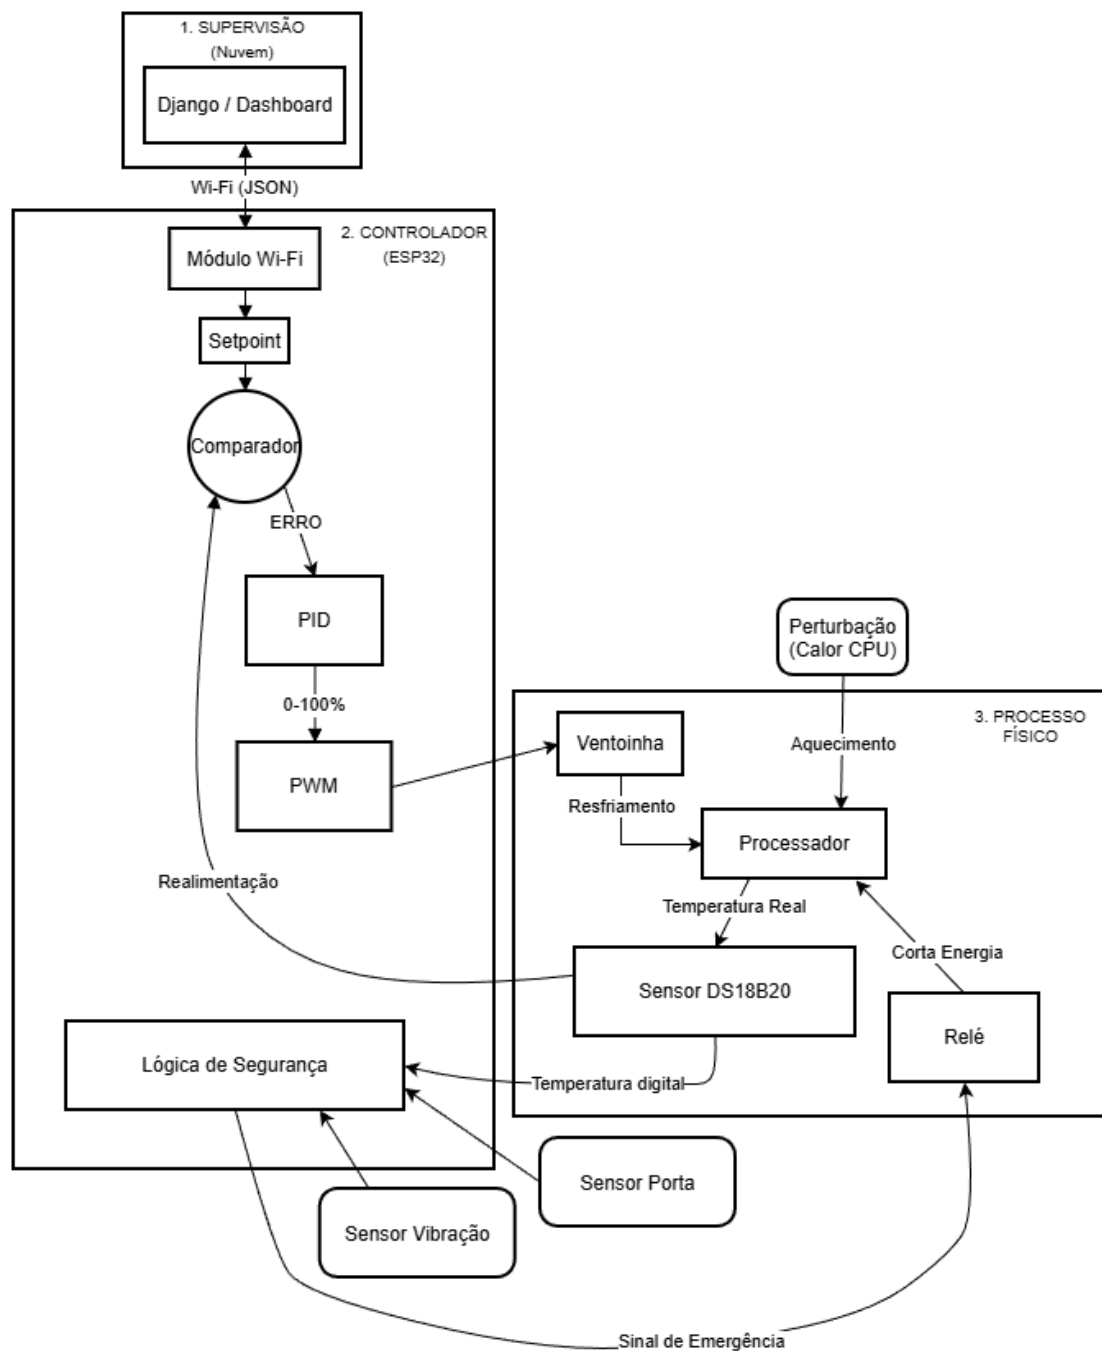 1. SUPERVISÃO
(Nuvem)
Django / Dashboard
Wi-Fi (JSON)
2. CONTROLADOR
(ESP32)
Módulo Wi-Fi
Setpoint
Comparador
ERRO
PID
0-100%
PWM
Realimentação
Perturbação
(Calor CPU)
3. PROCESSO
FÍSICO
Ventoinha
Aquecimento
Resfriamento
Processador
Temperatura Real
Corta Energia
Sensor DS18B20
Relé
Lógica de Segurança
Temperatura digital
Sensor Porta
Sensor Vibração
Sinal de Emergência